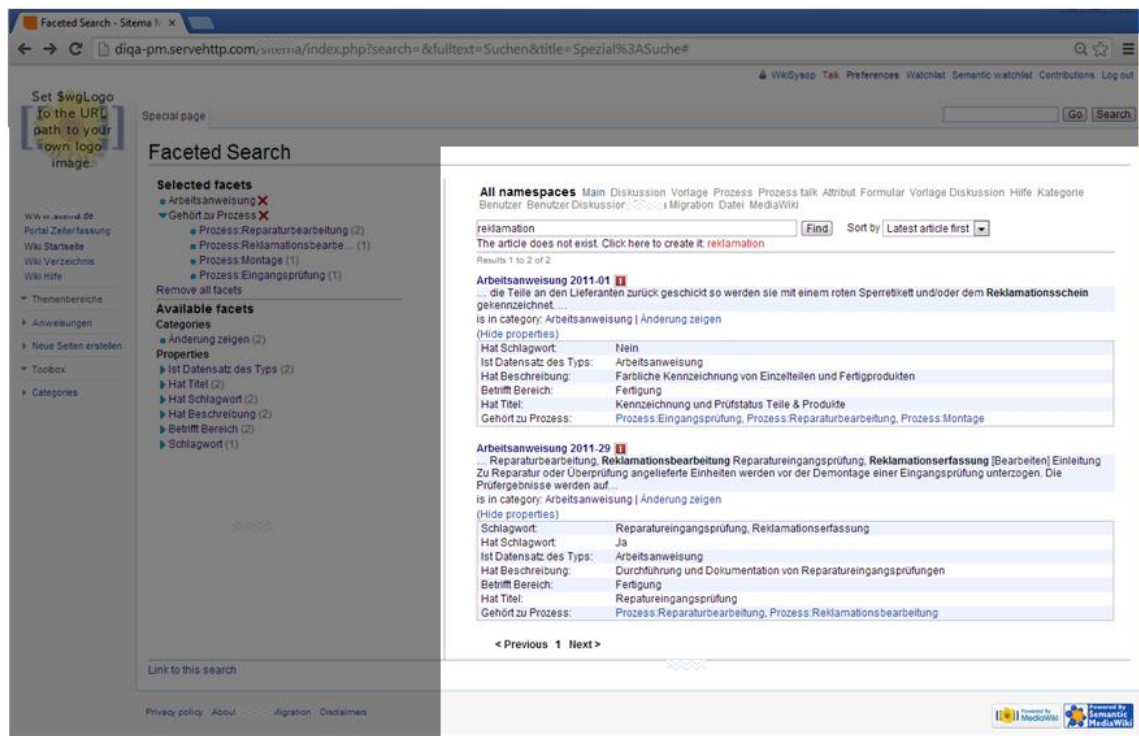 Faceted Search - Sitema
diqa-pm.servehttp.com/sitema/index.php?search=&fulltext=Suchen&title=Spezial%3ASuche#
WikiSysop Talk Preferences Watchlist Semantic watchlist Contributions Log out
Set $wgLogo
to the URL
path to your
own logo
image.
Special page
Go Search
Faceted Search
Selected facets
Arbeitsanweisung
Gehört zu Prozess
Prozess:Reparaturbearbeitung (2)
Prozess:Reklamationsbearbe... (1)
Prozess:Montage (1)
Prozess:Eingangsprüfung (1)
Remove all facets
Available facets
Categories
Änderung zeigen (2)
Properties
Ist Datensatz des Typs (2)
Hat Titel (2)
Hat Schlagwort (2)
Hat Beschreibung (2)
Betrifft Bereich (2)
Schlagwort (1)
Portal Zeiterfassung
Wiki Startseite
Wiki Verzeichnis
Wiki Hilfe
Themenbereiche
Anweisungen
Neue Seiten erstellen
Toolbox
Categories
All namespaces Main Diskussion Vorlage Prozess Prozess talk Attribut Formular Vorlage Diskussion Hilfe Kategorie
Benutzer Benutzer Diskussion Migration Datei MediaWiki
reklamation Find Sort by Latest article first
The article does not exist. Click here to create it: reklamation
Results 1 to 2 of 2
Arbeitsanweisung 2011-01
... die Teile an den Lieferanten zurück geschickt so werden sie mit einem roten Sperretikett und/oder dem Reklamationsschein
gekennzeichnet. ...
is in category: Arbeitsanweisung | Änderung zeigen
(Hide properties)
Hat Schlagwort: Nein
Ist Datensatz des Typs: Arbeitsanweisung
Hat Beschreibung: Farbliche Kennzeichnung von Einzelteilen und Fertigprodukten
Betrifft Bereich: Fertigung
Hat Titel: Kennzeichnung und Prüfstatus Teile & Produkte
Gehört zu Prozess: Prozess:Eingangsprüfung, Prozess:Reparaturbearbeitung, Prozess:Montage
Arbeitsanweisung 2011-29
... Reparaturbearbeitung, Reklamationsbearbeitung Reparatureingangsprüfung, Reklamationserfassung [Bearbeiten] Einleitung
Zu Reparatur oder Überprüfung angelieferte Einheiten werden vor der Demontage einer Eingangsprüfung unterzogen. Die
Prüfergebnisse werden auf...
is in category: Arbeitsanweisung | Änderung zeigen
(Hide properties)
Schlagwort: Reparatureingangsprüfung, Reklamationserfassung
Hat Schlagwort: Ja
Ist Datensatz des Typs: Arbeitsanweisung
Hat Beschreibung: Durchführung und Dokumentation von Reparatureingangsprüfungen
Betrifft Bereich: Fertigung
Hat Titel: Repatureingangsprüfung
Gehört zu Prozess: Prozess:Reparaturbearbeitung, Prozess:Reklamationsbearbeitung
< Previous 1 Next >
Link to this search
Privacy policy About Migration Disclaimers
Powered By MediaWiki
Powered By Semantic MediaWiki